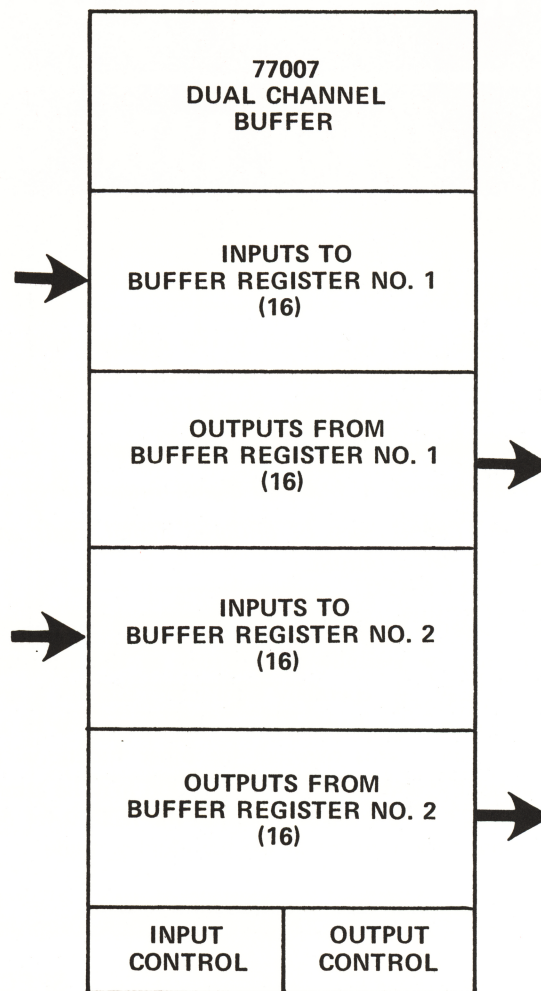 77007
DUAL CHANNEL
BUFFER
INPUTS TO
BUFFER REGISTER NO. 1
(16)
OUTPUTS FROM
BUFFER REGISTER NO. 1
(16)
INPUTS TO
BUFFER REGISTER NO. 2
(16)
OUTPUTS FROM
BUFFER REGISTER NO. 2
(16)
INPUT
CONTROL
OUTPUT
CONTROL